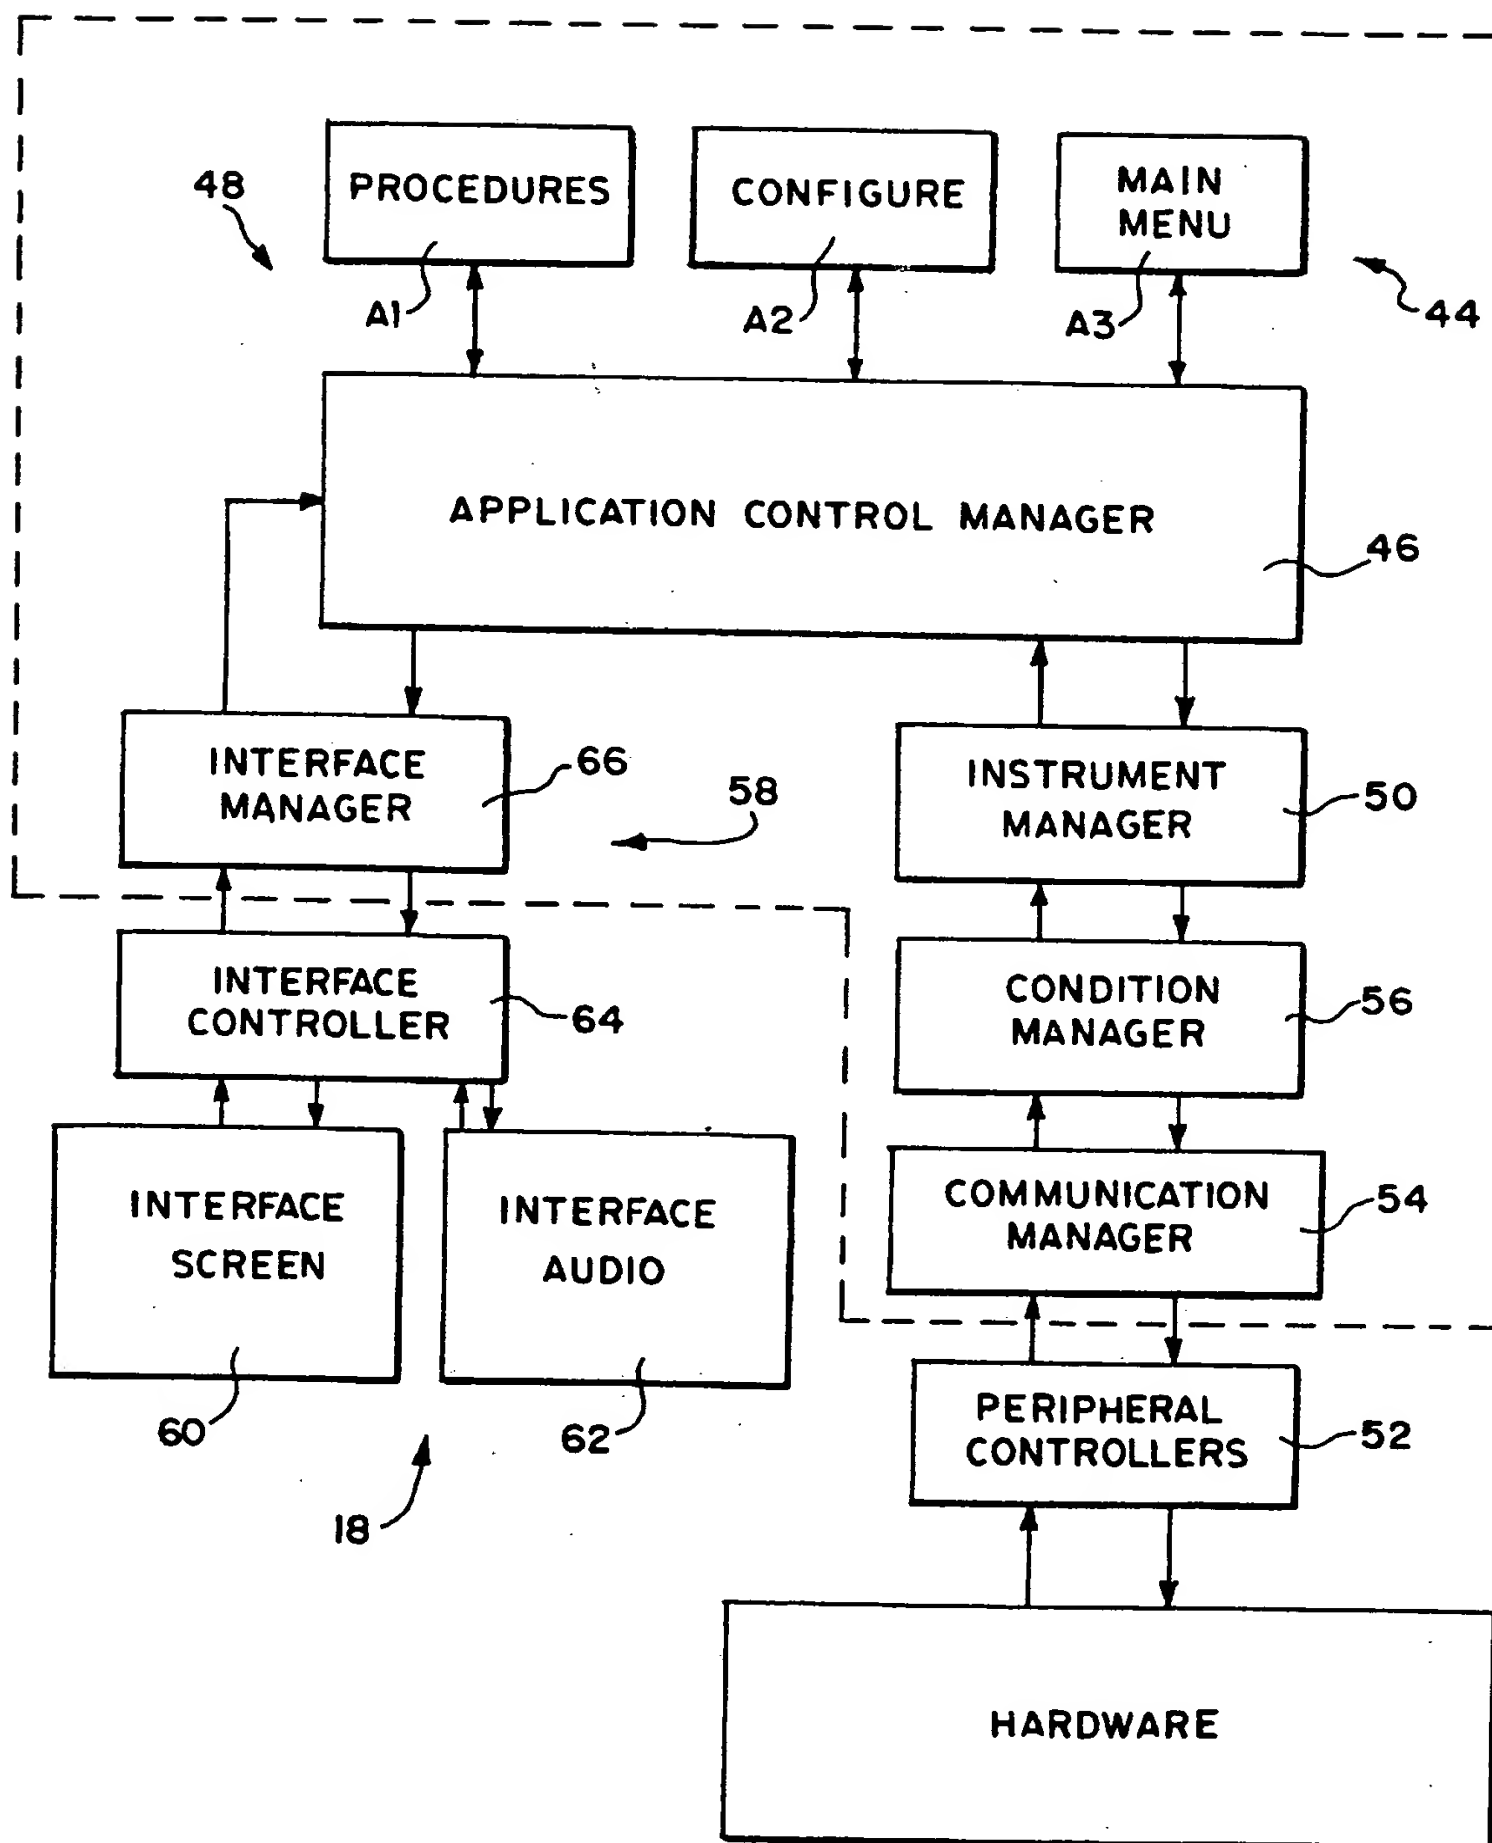 PROCEDURES
CONFIGURE
MAIN
MENU
48
A1
A2
A3
44
APPLICATION CONTROL MANAGER
46
INTERFACE
MANAGER
66
58
INSTRUMENT
MANAGER
50
INTERFACE
CONTROLLER
64
CONDITION
MANAGER
56
INTERFACE
SCREEN
60
INTERFACE
AUDIO
62
18
COMMUNICATION
MANAGER
54
PERIPHERAL
CONTROLLERS
52
HARDWARE